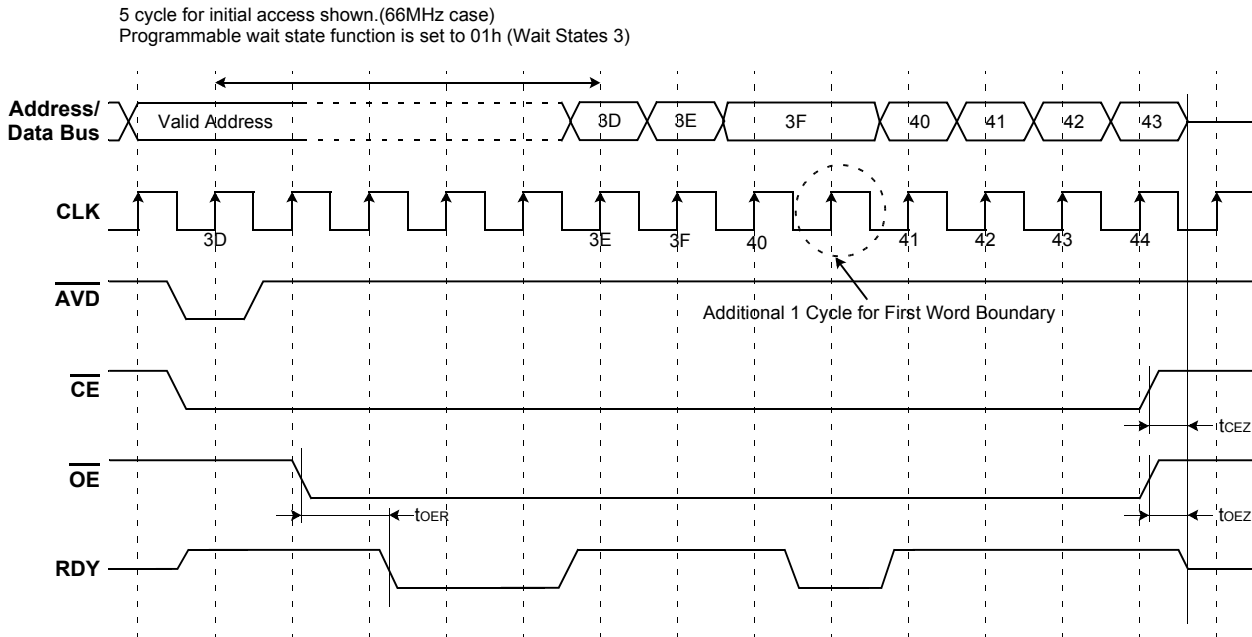 5 cycle for initial access shown.(66MHz case)
Programmable wait state function is set to 01h (Wait States 3)
Address/
Data Bus
Valid Address
3D
3E
3F
40
41
42
43
CLK
3D
3E
3F
40
41
42
43
44
AVD
Additional 1 Cycle for First Word Boundary
CE
tCEZ
OE
tOER
tOEZ
RDY